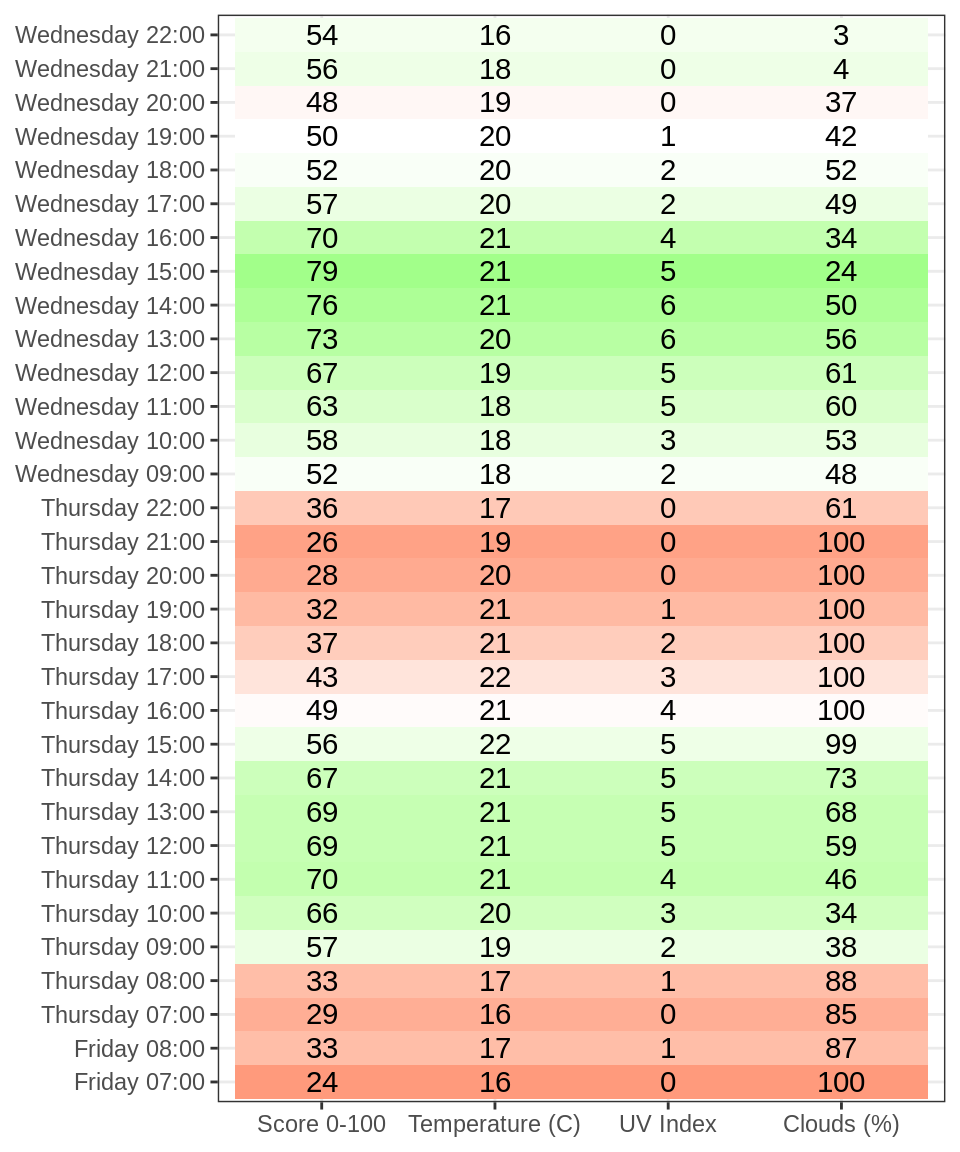 Wednesday 22:00 54 16 0 3
Wednesday 21:00 56 18 0 4
Wednesday 20:00 48 19 0 37
Wednesday 19:00 50 20 1 42
Wednesday 18:00 52 20 2 52
Wednesday 17:00 57 20 2 49
Wednesday 16:00 70 21 4 34
Wednesday 15:00 79 21 5 24
Wednesday 14:00 76 21 6 50
Wednesday 13:00 73 20 6 56
Wednesday 12:00 67 19 5 61
Wednesday 11:00 63 18 5 60
Wednesday 10:00 58 18 3 53
Wednesday 09:00 52 18 2 48
Thursday 22:00 36 17 0 61
Thursday 21:00 26 19 0 100
Thursday 20:00 28 20 0 100
Thursday 19:00 32 21 1 100
Thursday 18:00 37 21 2 100
Thursday 17:00 43 22 3 100
Thursday 16:00 49 21 4 100
Thursday 15:00 56 22 5 99
Thursday 14:00 67 21 5 73
Thursday 13:00 69 21 5 68
Thursday 12:00 69 21 5 59
Thursday 11:00 70 21 4 46
Thursday 10:00 66 20 3 34
Thursday 09:00 57 19 2 38
Thursday 08:00 33 17 1 88
Thursday 07:00 29 16 0 85
Friday 08:00 33 17 1 87
Friday 07:00 24 16 0 100
Score 0-100 Temperature (C) UV Index Clouds (%)